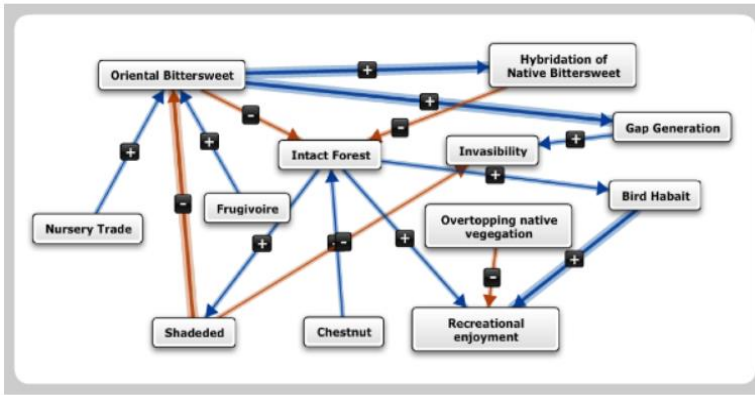 Hybridation of
Native Bittersweet
Oriental Bittersweet
+
+
-
-
Gap Generation
+
+
+
Invasibility
Intact Forest
+
Bird Habait
-
Frugivoire
Overtopping native
vegegation
Nursery Trade
+
-
+
+
-
Shadeded
Chestnut
Recreational
enjoyment